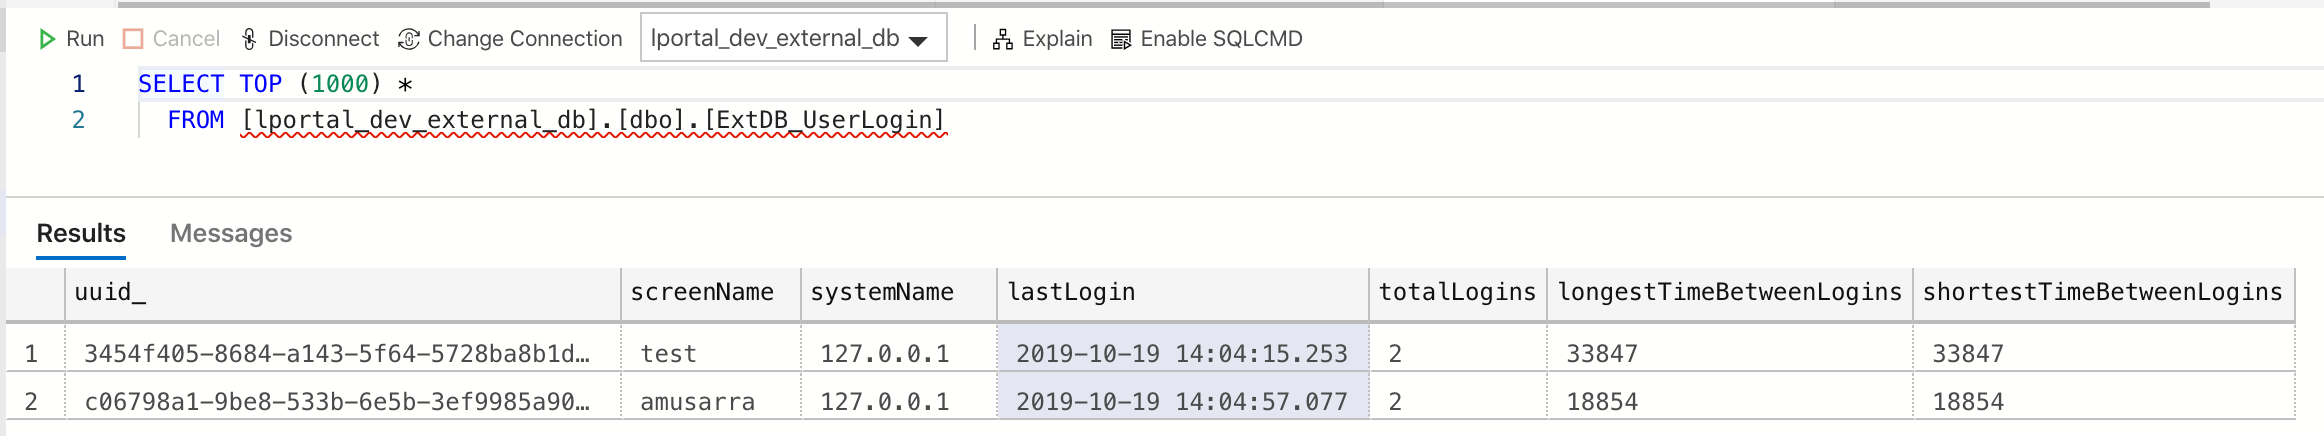 Run Cancel Disconnect Change Connection lportal_dev_external_db Explain Enable SQLCMD
1 SELECT TOP (1000) *
2 FROM [lportal_dev_external_db].[dbo].[ExtDB_UserLogin]
Results Messages
uuid_ screenName systemName lastLogin totalLogins longestTimeBetweenLogins shortestTimeBetweenLogins
1 3454f405-8684-a143-5f64-5728ba8b1d… test 127.0.0.1 2019-10-19 14:04:15.253 2 33847 33847
2 c06798a1-9be8-533b-6e5b-3ef9985a90… amusarra 127.0.0.1 2019-10-19 14:04:57.077 2 18854 18854